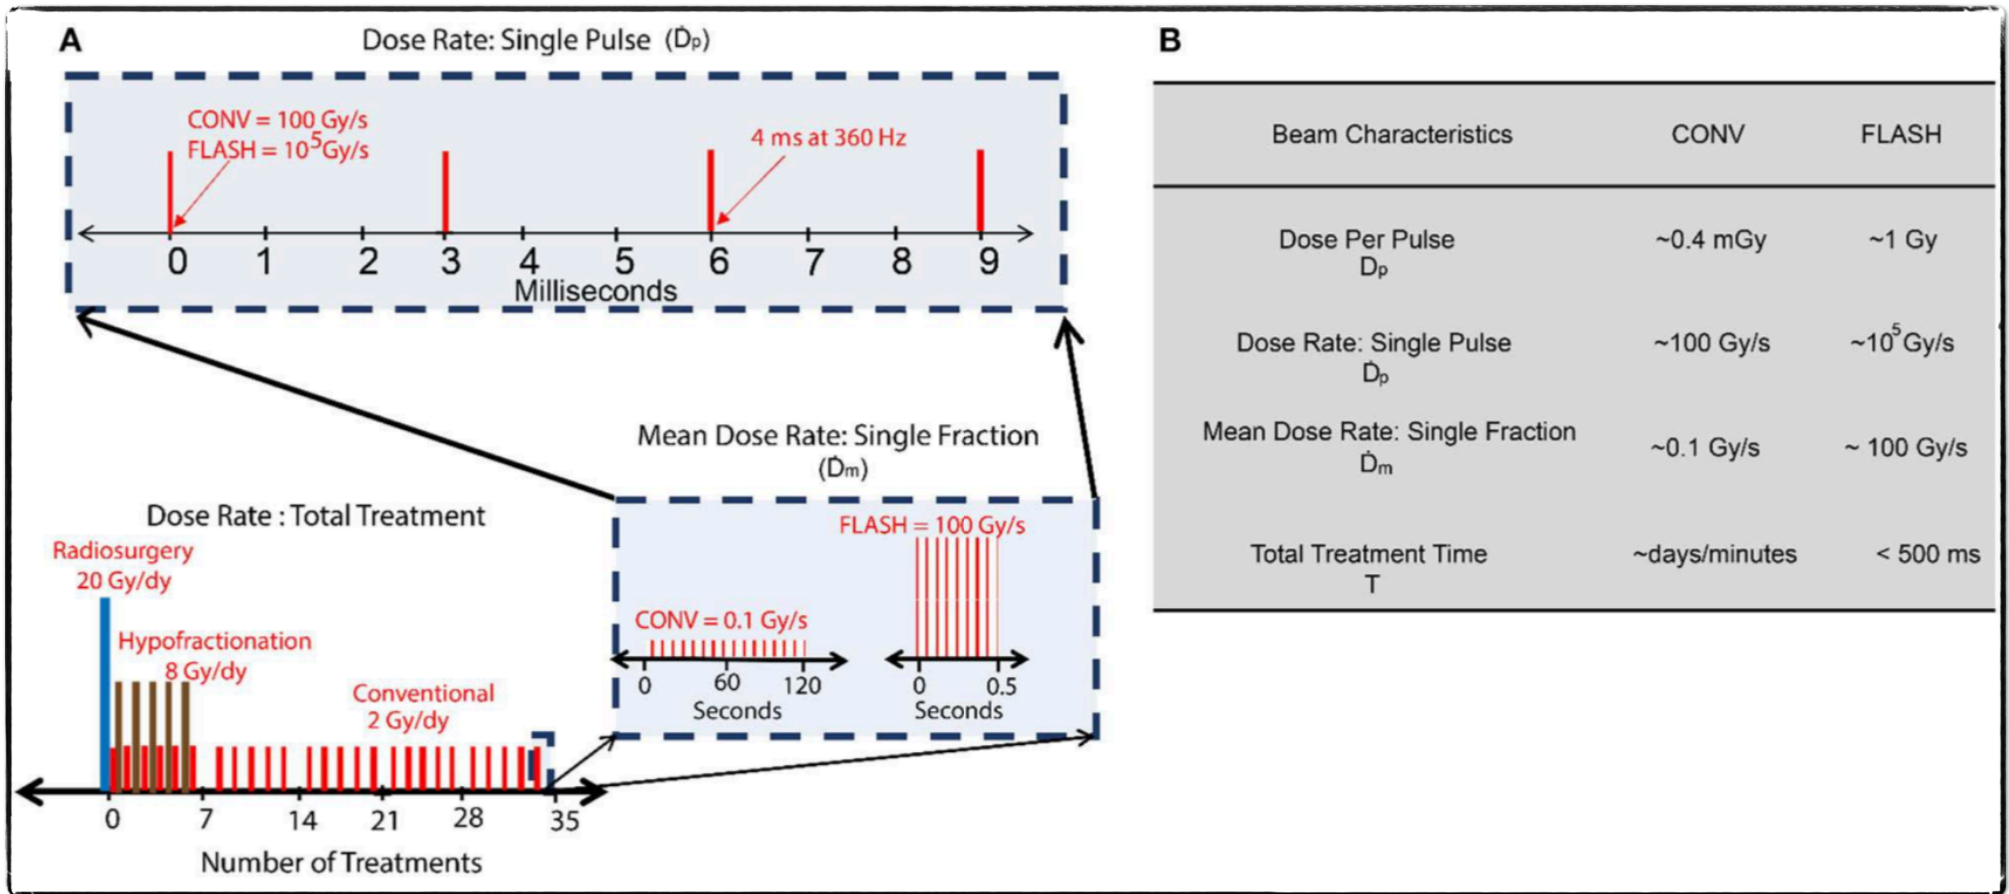 A
Dose Rate: Single Pulse (Ḋp)
CONV = 100 Gy/s
FLASH = 10⁵Gy/s
4 ms at 360 Hz
0 1 2 3 4 5 6 7 8 9
Milliseconds
Mean Dose Rate: Single Fraction
(Ḋm)
FLASH = 100 Gy/s
CONV = 0.1 Gy/s
0 60 120
Seconds
0 0.5
Seconds
Dose Rate : Total Treatment
Radiosurgery
20 Gy/dy
Hypofractionation
8 Gy/dy
Conventional
2 Gy/dy
0 7 14 21 28 35
Number of Treatments
B
Beam Characteristics CONV FLASH
Dose Per Pulse
Dp
~0.4 mGy ~1 Gy
Dose Rate: Single Pulse
Ḋp
~100 Gy/s ~10⁵Gy/s
Mean Dose Rate: Single Fraction
Ḋm
~0.1 Gy/s ~ 100 Gy/s
Total Treatment Time
T
~days/minutes < 500 ms